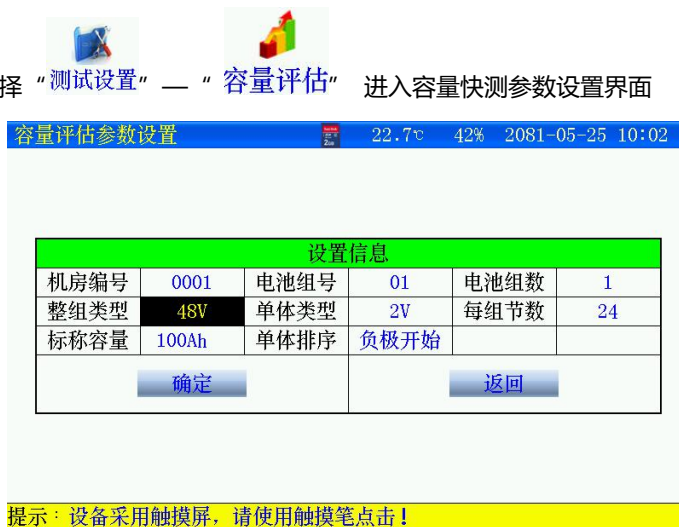 择“测试设置”—“容量评估” 进入容量快测参数设置界面
容量评估参数设置 22.7℃ 42% 2081-05-25 10:02
设置信息
机房编号 0001 电池组号 01 电池组数 1
整组类型 48V 单体类型 2V 每组节数 24
标称容量 100Ah 单体排序 负极开始
确定 返回
提示：设备采用触摸屏，请使用触摸笔点击！